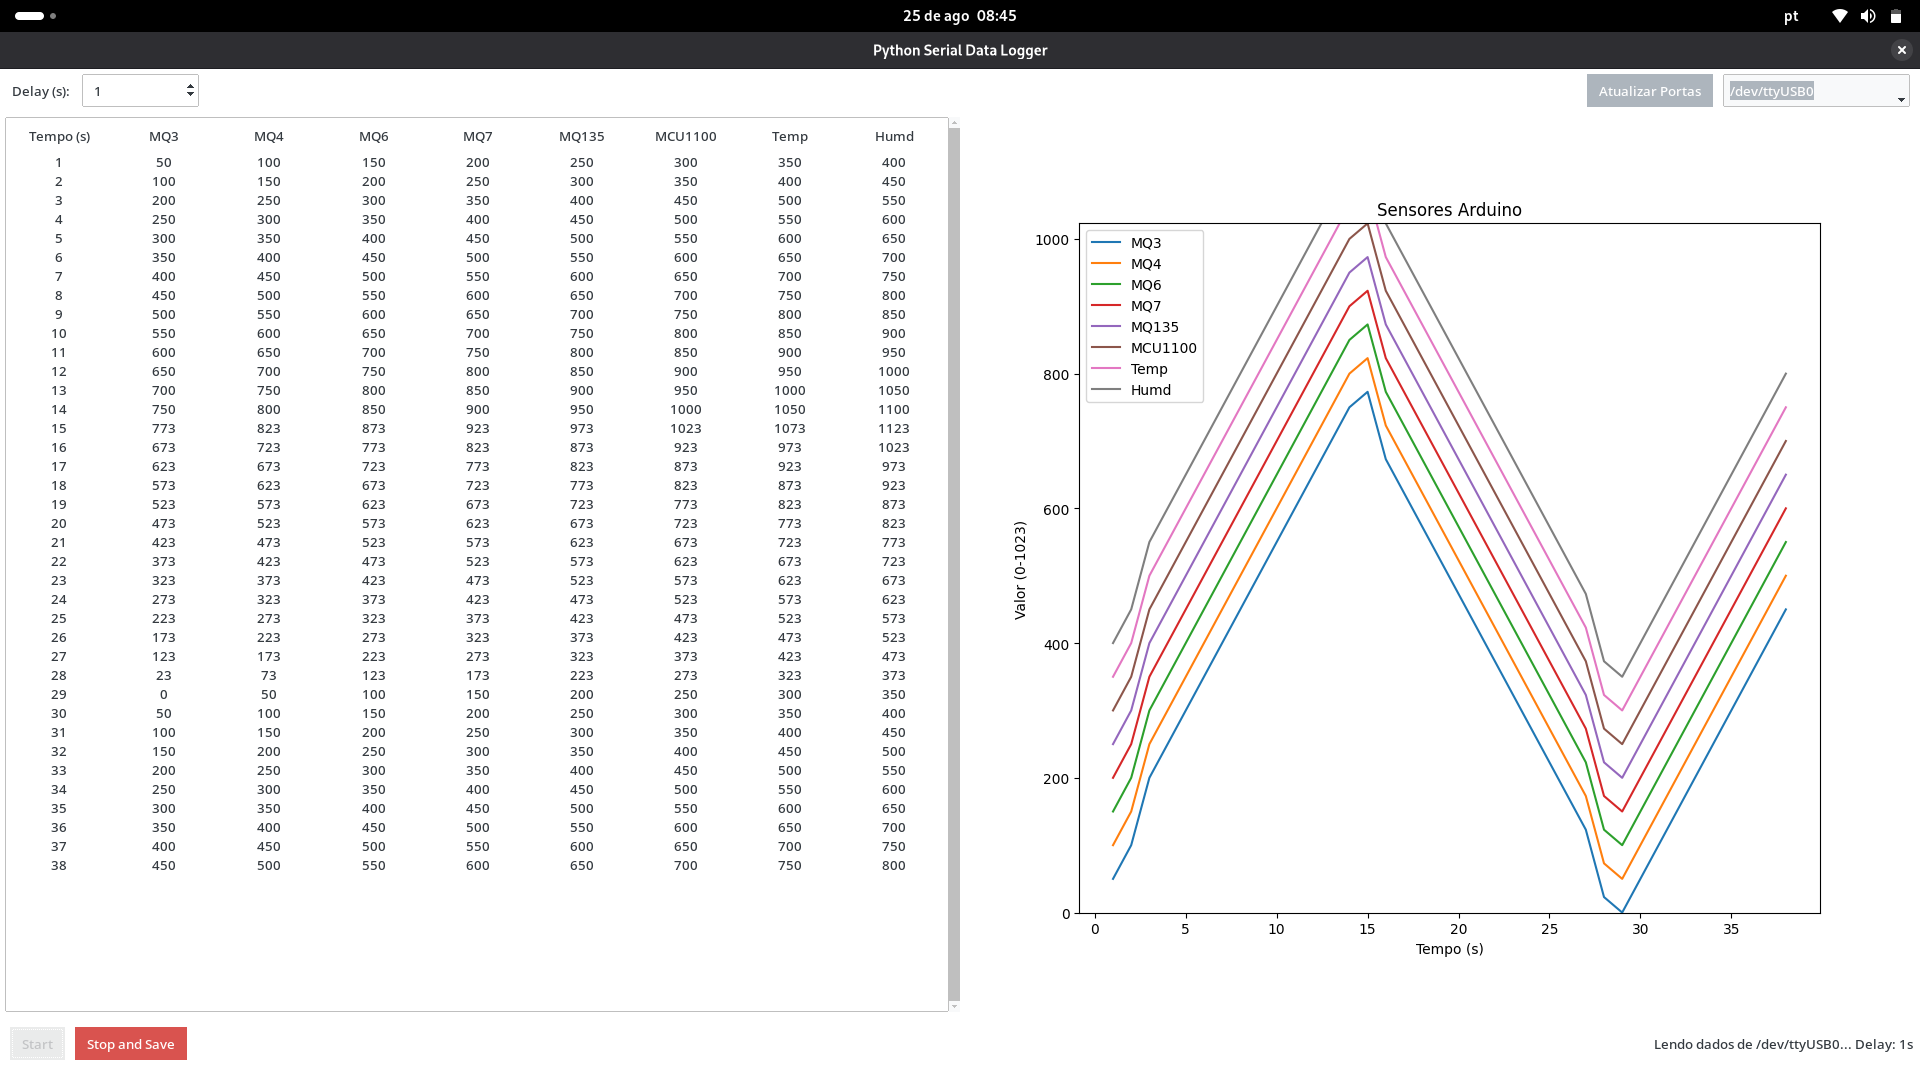 25 de ago 08:45
pt
Python Serial Data Logger
Delay (s): 1
Atualizar Portas /dev/ttyUSB0
Tempo (s) MQ3 MQ4 MQ6 MQ7 MQ135 MCU1100 Temp Humd
1 50 100 150 200 250 300 350 400
2 100 150 200 250 300 350 400 450
3 200 250 300 350 400 450 500 550
4 250 300 350 400 450 500 550 600
5 300 350 400 450 500 550 600 650
6 350 400 450 500 550 600 650 700
7 400 450 500 550 600 650 700 750
8 450 500 550 600 650 700 750 800
9 500 550 600 650 700 750 800 850
10 550 600 650 700 750 800 850 900
11 600 650 700 750 800 850 900 950
12 650 700 750 800 850 900 950 1000
13 700 750 800 850 900 950 1000 1050
14 750 800 850 900 950 1000 1050 1100
15 773 823 873 923 973 1023 1073 1123
16 673 723 773 823 873 923 973 1023
17 623 673 723 773 823 873 923 973
18 573 623 673 723 773 823 873 923
19 523 573 623 673 723 773 823 873
20 473 523 573 623 673 723 773 823
21 423 473 523 573 623 673 723 773
22 373 423 473 523 573 623 673 723
23 323 373 423 473 523 573 623 673
24 273 323 373 423 473 523 573 623
25 223 273 323 373 423 473 523 573
26 173 223 273 323 373 423 473 523
27 123 173 223 273 323 373 423 473
28 23 73 123 173 223 273 323 373
29 0 50 100 150 200 250 300 350
30 50 100 150 200 250 300 350 400
31 100 150 200 250 300 350 400 450
32 150 200 250 300 350 400 450 500
33 200 250 300 350 400 450 500 550
34 250 300 350 400 450 500 550 600
35 300 350 400 450 500 550 600 650
36 350 400 450 500 550 600 650 700
37 400 450 500 550 600 650 700 750
38 450 500 550 600 650 700 750 800
Sensores Arduino
MQ3
MQ4
MQ6
MQ7
MQ135
MCU1100
Temp
Humd
1000
800
600
400
200
0
Valor (0-1023)
0 5 10 15 20 25 30 35
Tempo (s)
Start
Stop and Save
Lendo dados de /dev/ttyUSB0... Delay: 1s